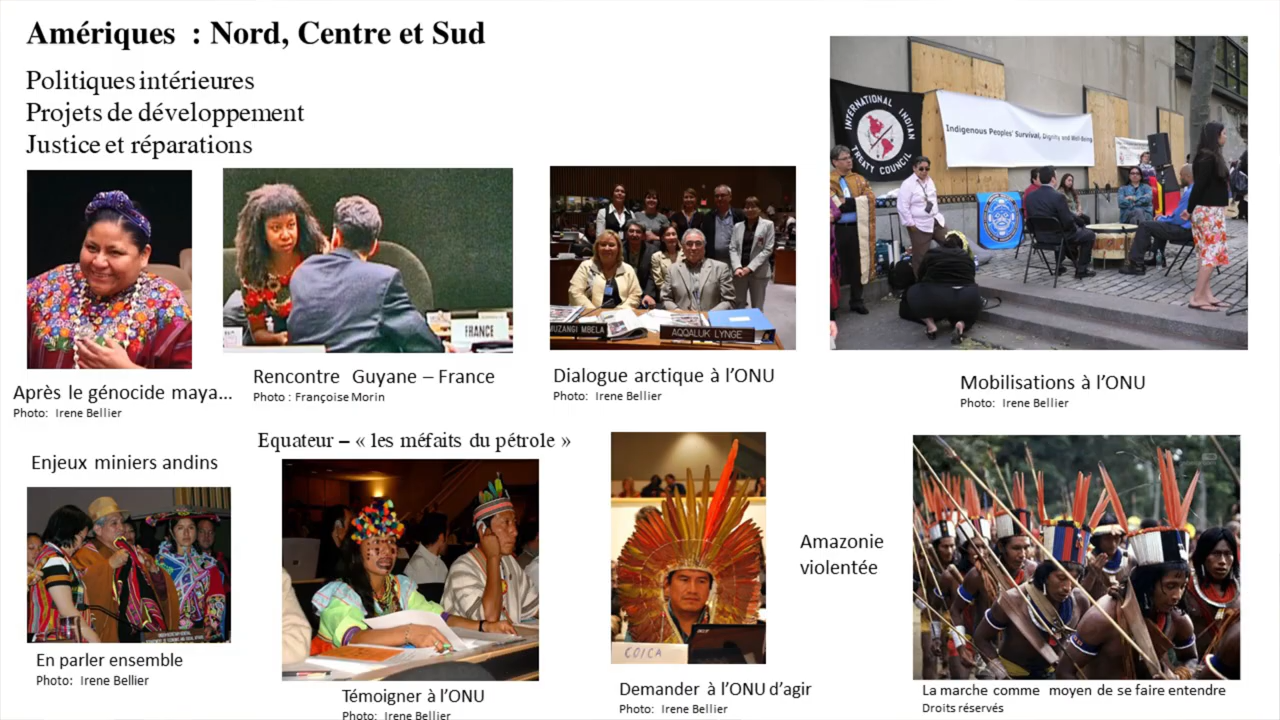 Amériques : Nord, Centre et Sud
Politiques intérieures
Projets de développement
Justice et réparations
INTERNATIONAL INDIAN
TREATY COUNCIL
Indigenous Peoples' Survival, Dignity and Well-Being
FRANCE
MUZANGI MBELA
AQQALUK LYNGE
Après le génocide maya...
Photo: Irene Bellier
Rencontre Guyane – France
Photo : Françoise Morin
Dialogue arctique à l'ONU
Photo: Irene Bellier
Mobilisations à l'ONU
Photo: Irene Bellier
Enjeux miniers andins
En parler ensemble
Photo: Irene Bellier
Equateur – « les méfaits du pétrole »
Témoigner à l'ONU
Photo: Irene Bellier
COICA
acer
Demander à l'ONU d'agir
Photo: Irene Bellier
Amazonie
violentée
La marche comme moyen de se faire entendre
Droits réservés